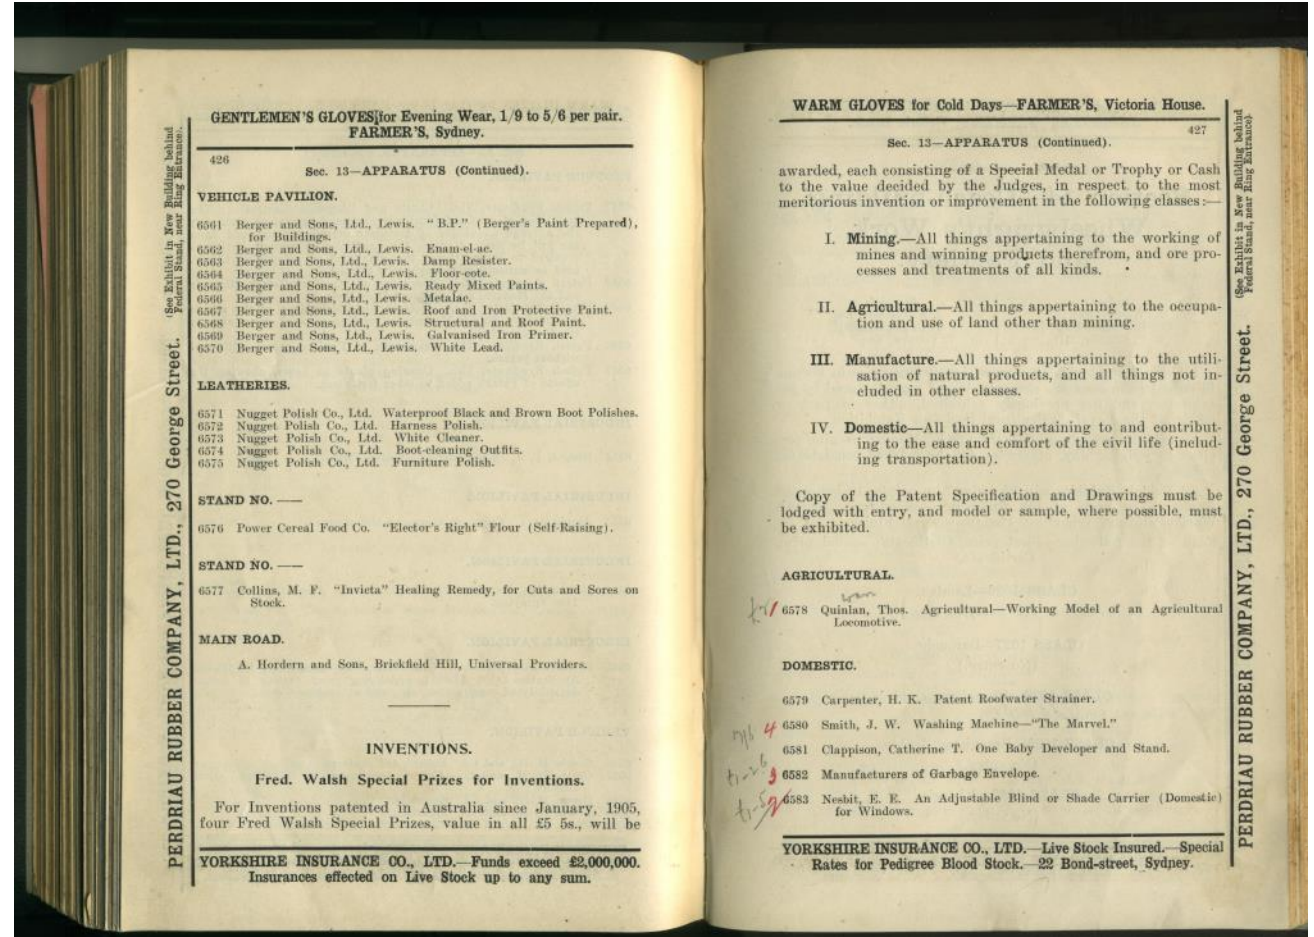 GENTLEMEN'S GLOVES for Evening Wear, 1/9 to 5/6 per pair.
FARMER'S, Sydney.
426
Sec. 13—APPARATUS (Continued).
VEHICLE PAVILION.
6561 Berger and Sons, Ltd., Lewis. "B.P." (Berger's Paint Prepared),
for Buildings.
6562 Berger and Sons, Ltd., Lewis. Enam-el-ac.
6563 Berger and Sons, Ltd., Lewis. Damp Resister.
6564 Berger and Sons, Ltd., Lewis. Floor-cote.
6565 Berger and Sons, Ltd., Lewis. Ready Mixed Paints.
6566 Berger and Sons, Ltd., Lewis. Metalac.
6567 Berger and Sons, Ltd., Lewis. Roof and Iron Protective Paint.
6568 Berger and Sons, Ltd., Lewis. Structural and Roof Paint.
6569 Berger and Sons, Ltd., Lewis. Galvanised Iron Primer.
6570 Berger and Sons, Ltd., Lewis. White Lead.
LEATHERIES.
6571 Nugget Polish Co., Ltd. Waterproof Black and Brown Boot Polishes.
6572 Nugget Polish Co., Ltd. Harness Polish.
6573 Nugget Polish Co., Ltd. White Cleaner.
6574 Nugget Polish Co., Ltd. Boot-cleaning Outfits.
6575 Nugget Polish Co., Ltd. Furniture Polish.
STAND NO. ——
6576 Power Cereal Food Co. "Elector's Right" Flour (Self-Raising).
STAND NO. ——
6577 Collins, M. F. "Invicta" Healing Remedy, for Cuts and Sores on
Stock.
MAIN ROAD.
A. Hordern and Sons, Brickfield Hill, Universal Providers.
INVENTIONS.
Fred. Walsh Special Prizes for Inventions.
For Inventions patented in Australia since January, 1905,
four Fred Walsh Special Prizes, value in all £5 5s., will be
YORKSHIRE INSURANCE CO., LTD.—Funds exceed £2,000,000.
Insurances effected on Live Stock up to any sum.
PERDRIAU RUBBER COMPANY, LTD., 270 George Street. (See Exhibit in New Building behind
Federal Stand, near Ring Entrance).
WARM GLOVES for Cold Days—FARMER'S, Victoria House.
427
Sec. 13—APPARATUS (Continued).
awarded, each consisting of a Special Medal or Trophy or Cash
to the value decided by the Judges, in respect to the most
meritorious invention or improvement in the following classes:—
I. Mining.—All things appertaining to the working of
mines and winning products therefrom, and ore pro-
cesses and treatments of all kinds.
II. Agricultural.—All things appertaining to the occupa-
tion and use of land other than mining.
III. Manufacture.—All things appertaining to the utili-
sation of natural products, and all things not in-
cluded in other classes.
IV. Domestic—All things appertaining to and contribut-
ing to the ease and comfort of the civil life (includ-
ing transportation).
Copy of the Patent Specification and Drawings must be
lodged with entry, and model or sample, where possible, must
be exhibited.
AGRICULTURAL.
1 6578 Quinlan, Thos. Agricultural—Working Model of an Agricultural
Locomotive.
DOMESTIC.
6579 Carpenter, H. K. Patent Roofwater Strainer.
4 6580 Smith, J. W. Washing Machine—"The Marvel."
6581 Clappison, Catherine T. One Baby Developer and Stand.
3 6582 Manufacturers of Garbage Envelope.
2 6583 Nesbit, E. E. An Adjustable Blind or Shade Carrier (Domestic)
for Windows.
YORKSHIRE INSURANCE CO., LTD.—Live Stock Insured.—Special
Rates for Pedigree Blood Stock.—22 Bond-street, Sydney.
PERDRIAU RUBBER COMPANY, LTD., 270 George Street. (See Exhibit in New Building behind
Federal Stand, near Ring Entrance).